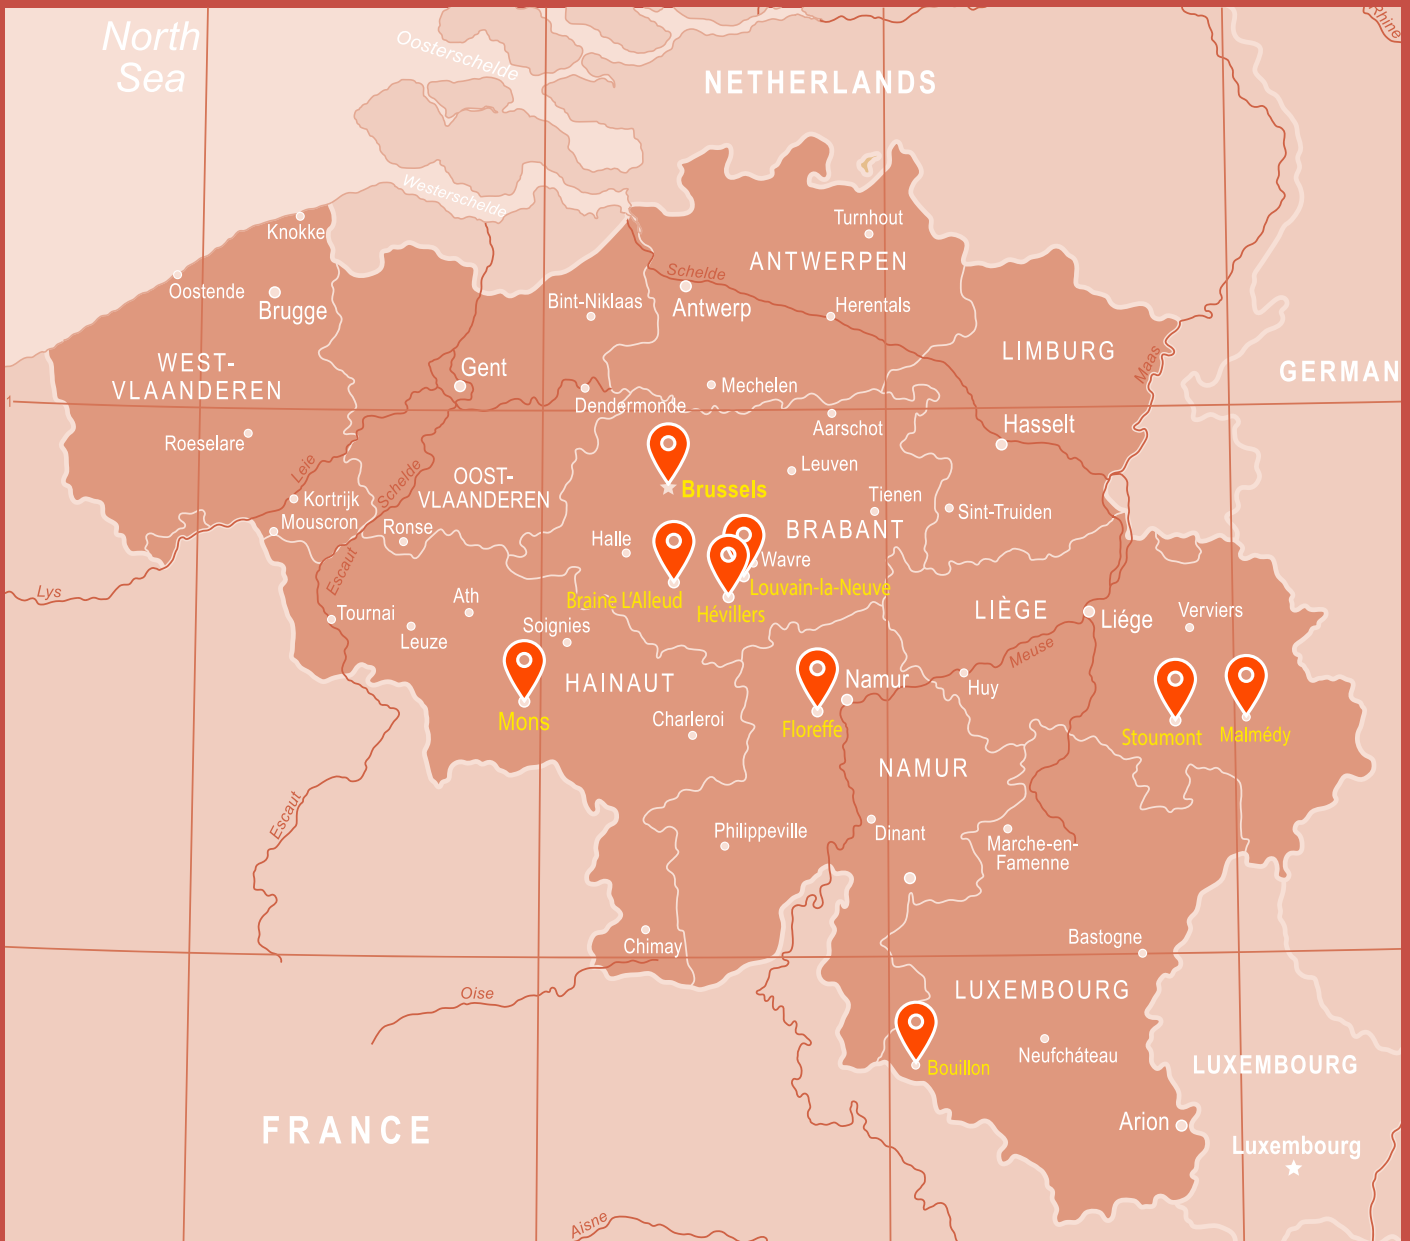 North
Sea
Oosterschelde
Rhine
NETHERLANDS
Westerschelde
Turnhout
Knokke
ANTWERPEN
Schelde
Oostende
Brugge
Bint-Niklaas
Antwerp
Herentals
WEST-
VLAANDEREN
LIMBURG
Maas
GERMAN
Gent
Mechelen
1
Dendermonde
Aarschot
Hasselt
Roeselare
Leie
Schelde
OOST-
VLAANDEREN
Leuven
Brussels
Tienen
Kortrijk
Mouscron
Ronse
Sint-Truiden
BRABANT
Halle
Wavre
Escaut
Lys
Louvain-la-Neuve
Braine L'Alleud
Hévillers
Ath
Tournai
Leuze
Soignies
LIÈGE
Liége
Verviers
Meuse
HAINAUT
Namur
Huy
Mons
Charleroi
Floreffe
Stoumont
Malmédy
NAMUR
Escaut
Philippeville
Dinant
Marche-en-
Famenne
Chimay
Bastogne
Oise
LUXEMBOURG
Neufcháteau
Bouillon
LUXEMBOURG
FRANCE
Arion
Luxembourg
Aisne